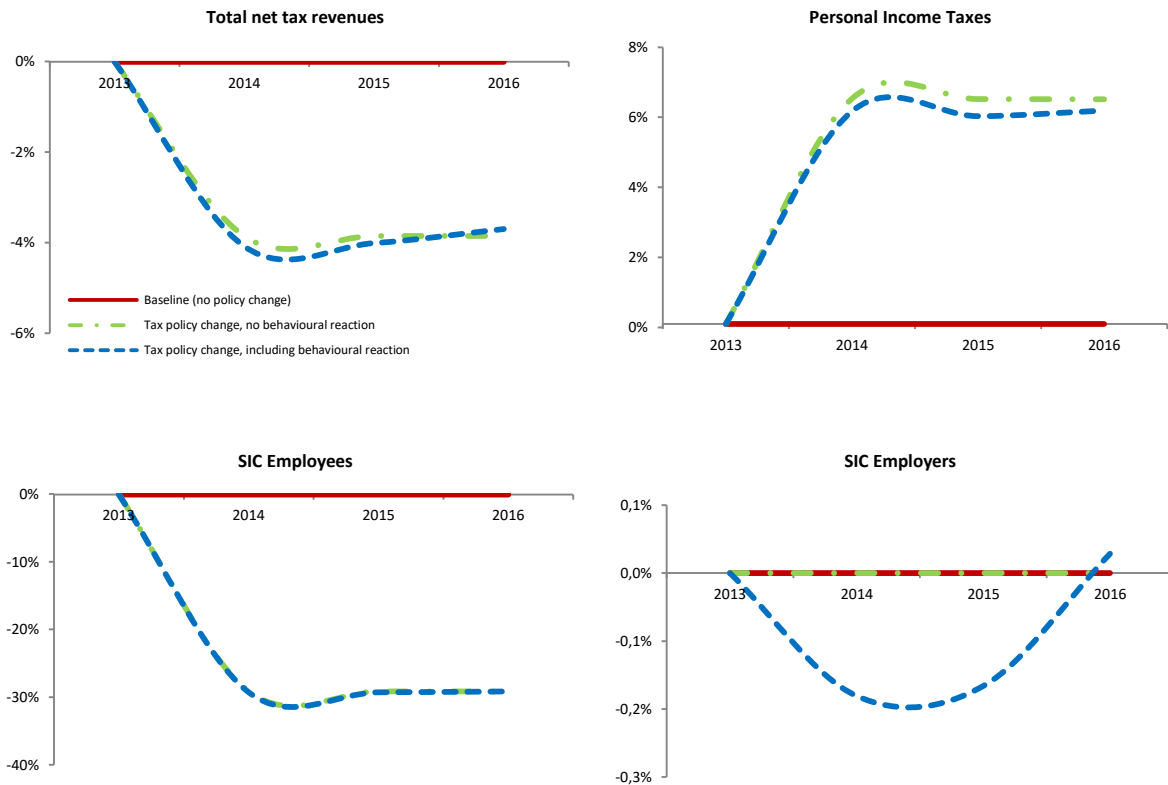 Total net tax revenues
0%
-2%
-4%
-6%
2013 2014 2015 2016
Baseline (no policy change)
Tax policy change, no behavioural reaction
Tax policy change, including behavioural reaction
Personal Income Taxes
8%
6%
4%
2%
0%
2013 2014 2015 2016
SIC Employees
0%
-10%
-20%
-30%
-40%
2013 2014 2015 2016
SIC Employers
0,1%
0,0%
-0,1%
-0,2%
-0,3%
2013 2014 2015 2016